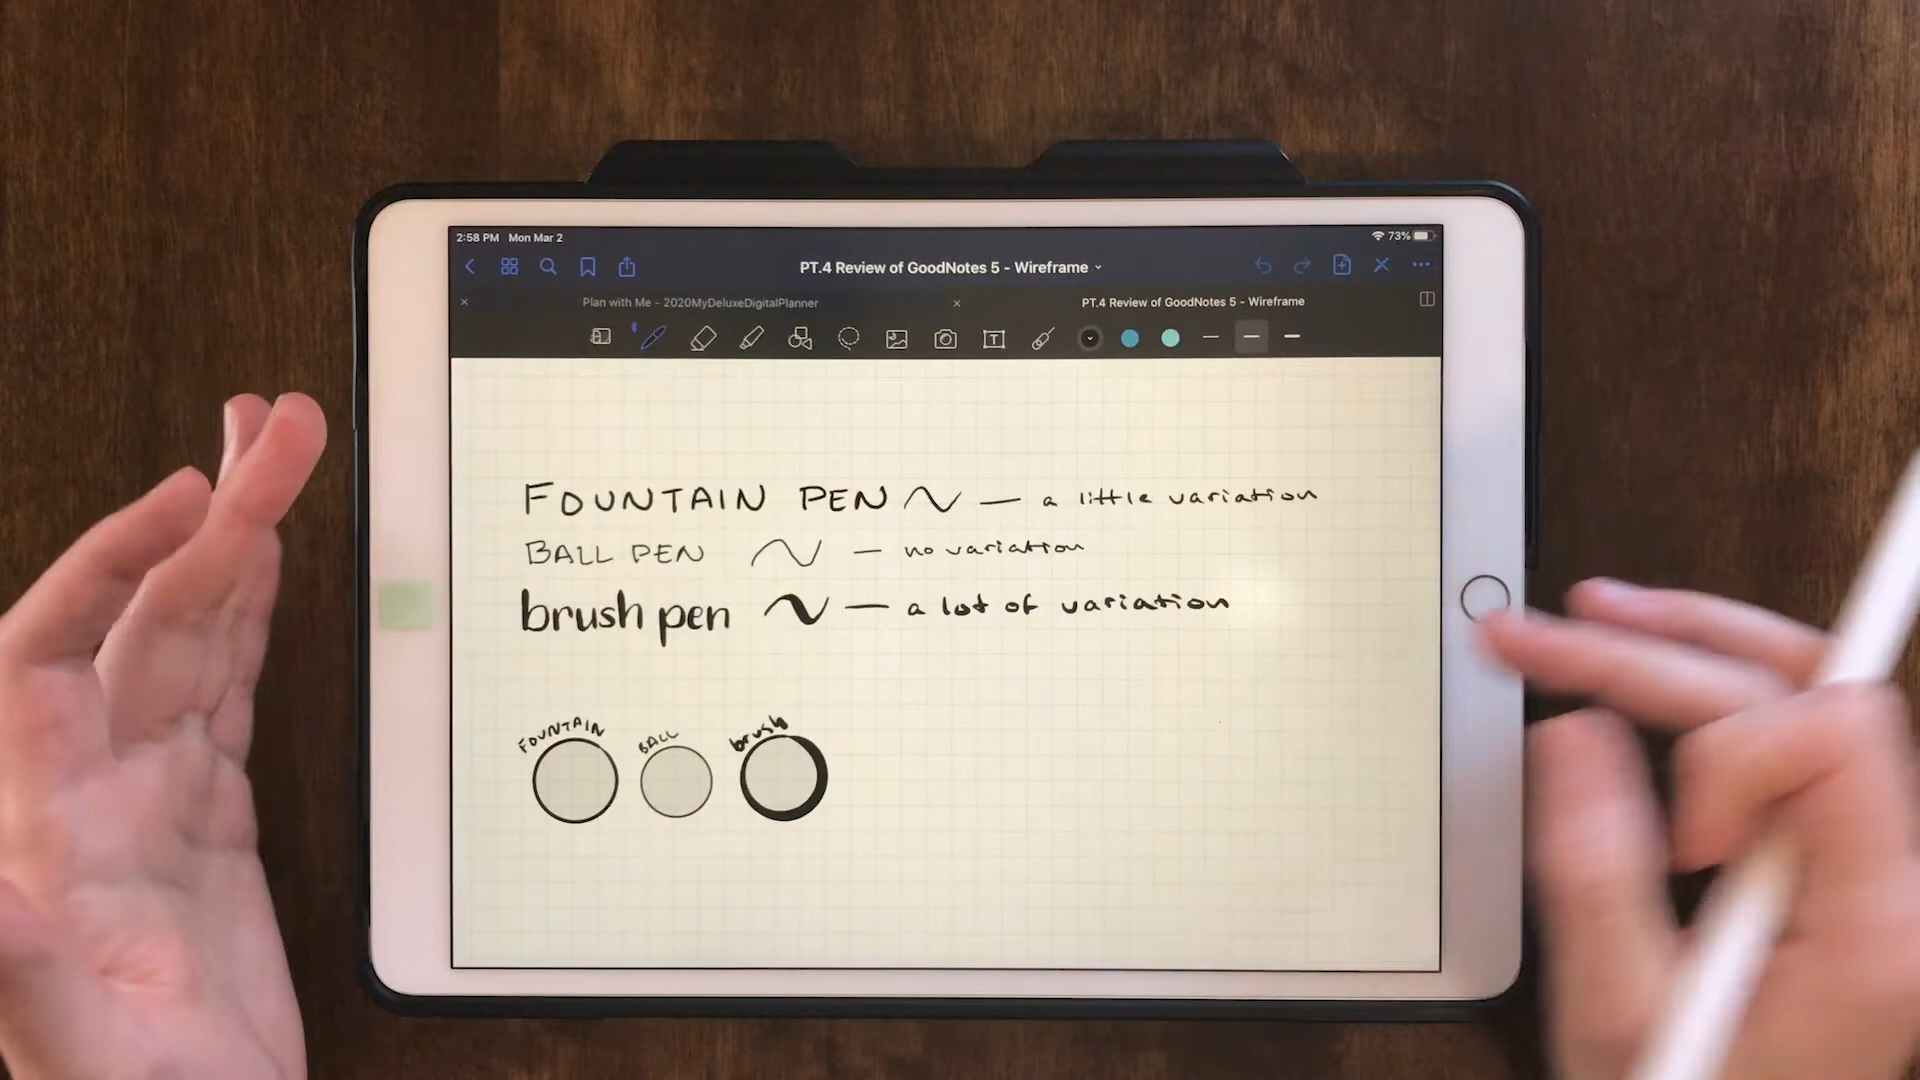 2:58 PM Mon Mar 2 73%
PT.4 Review of GoodNotes 5 - Wireframe
Plan with Me - 2020MyDeluxeDigitalPlanner PT.4 Review of GoodNotes 5 - Wireframe
T
FOUNTAIN PEN — a little variation
BALL PEN — no variation
brush pen — a lot of variation
FOUNTAIN BALL brush